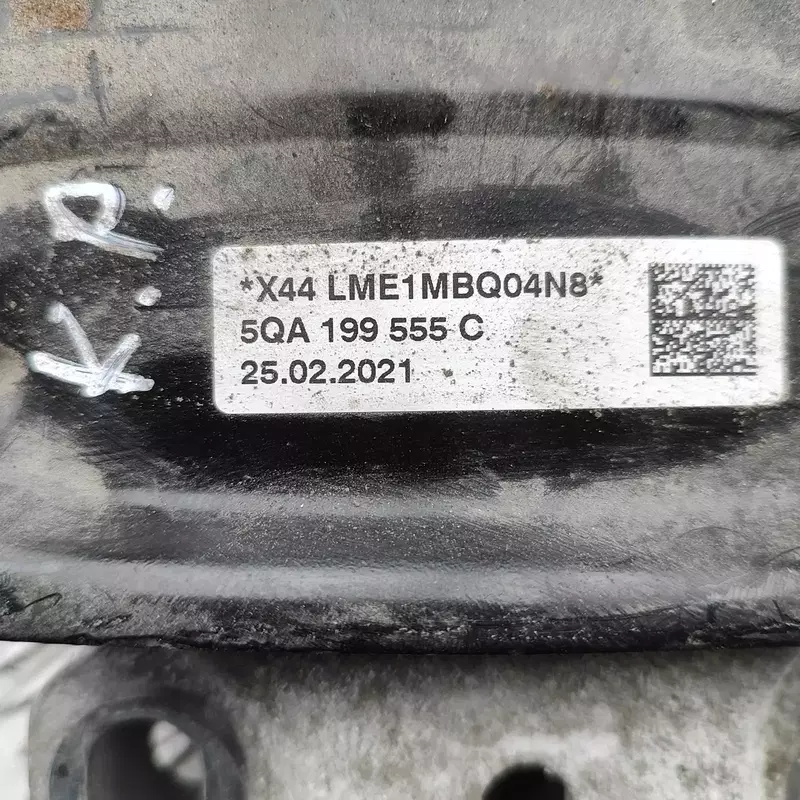 *X44 LME1MBQ04N8*
5QA 199 555 C
25.02.2021
K.P.